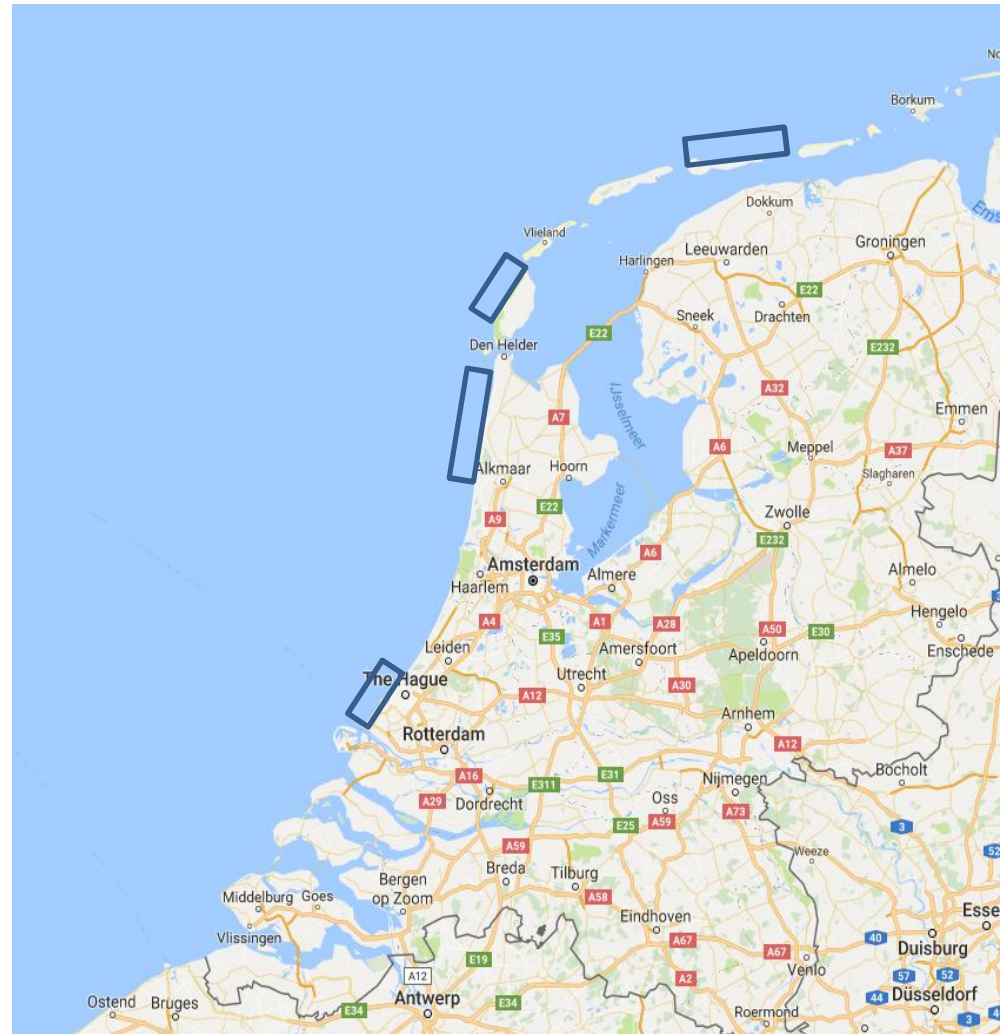 No
Borkum
Dokkum
Ems
Vlieland
Groningen
Leeuwarden
Harlingen
E22
Drachten
Sneek
E22
E232
Den Helder
IJsselmeer
A32
Emmen
A7
A6
Meppel
A37
Alkmaar
Hoorn
Slagharen
Markermeer
E22
Zwolle
A9
E232
A6
Amsterdam
Almere
Almelo
Haarlem
3
Hengelo
A4
A1
A28
A50
E30
E35
Leiden
Amersfoort
Apeldoorn
Enschede
The Hague
Utrecht
A30
A12
Arnhem
Rotterdam
A12
Bocholt
A16
E31
Nijmegen
E311
A29
Dordrecht
Oss
A73
A59
E25
3
A59
Weeze
52
Breda
Tilburg
Bergen
op Zoom
Middelburg
Goes
A58
Esse
Eindhoven
Vlissingen
40
A67
A67
Duisburg
E19
Venlo
A12
A2
57
52
Ostend
Bruges
E34
Antwerp
E34
44
Düsseldorf
Roermond
3
4